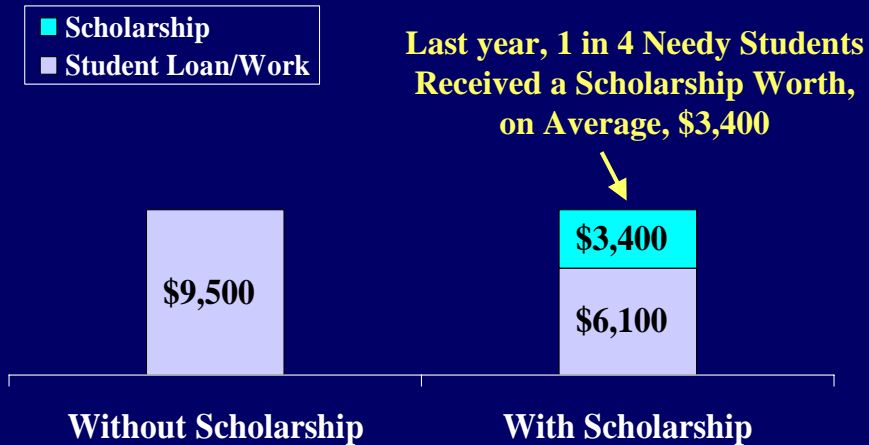 Scholarship
Student Loan/Work
Last year, 1 in 4 Needy Students
Received a Scholarship Worth,
on Average, $3,400
$9,500
$3,400
$6,100
Without Scholarship
With Scholarship